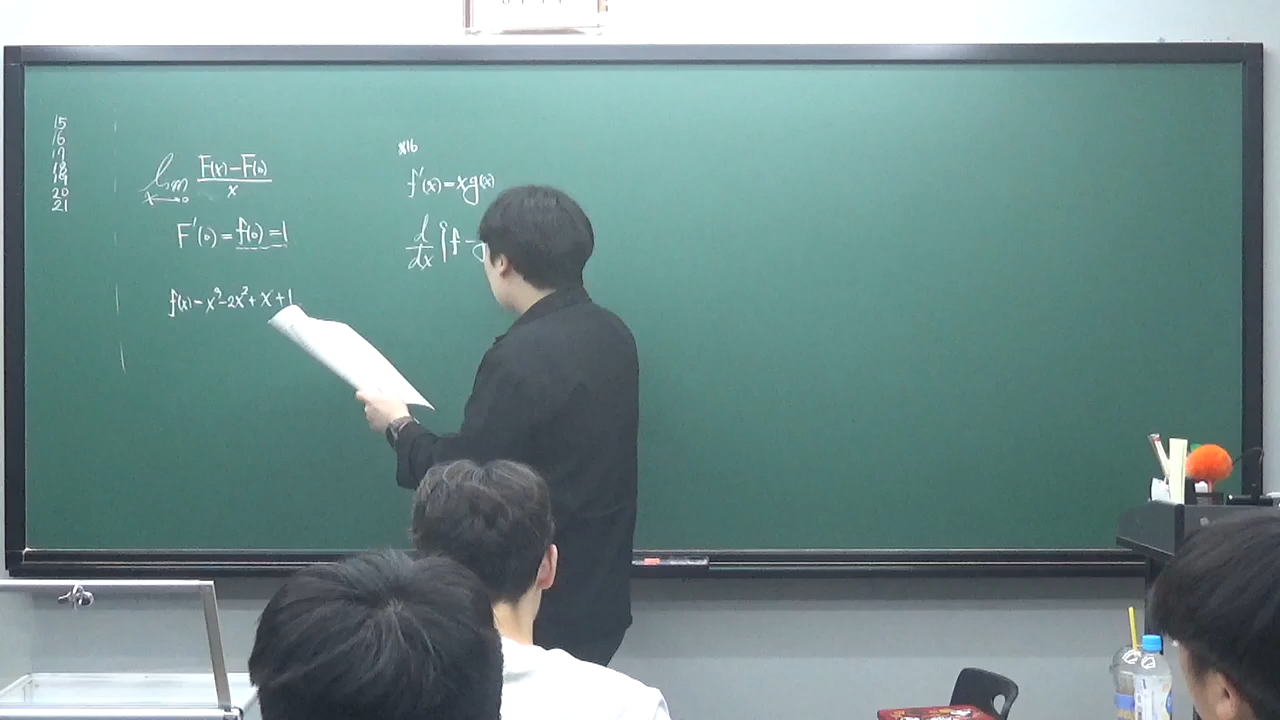 15
16
17
18
19
20
21
lim x→0 (F(x)-F(0))/x
F'(0) = f(0) = 1
f(x) = x³-2x²+x+1
※16
f'(x) = xg(x)
d/dx {f-g